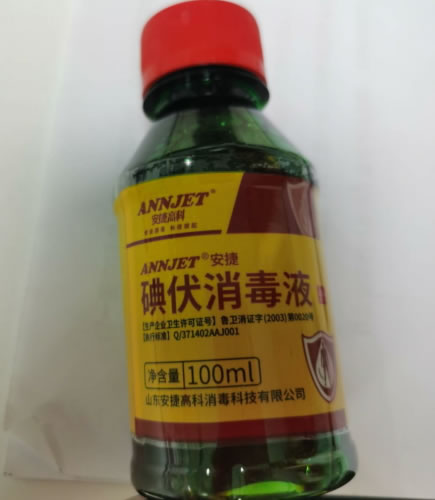 ANNJET®
安捷高科
ANNJET®安捷
碘伏消毒液
【生产企业卫生许可证号】鲁卫消证字(2003)第0020号
【执行标准】Q/371402AAJ001
净含量 100ml
山东安捷高科消毒科技有限公司